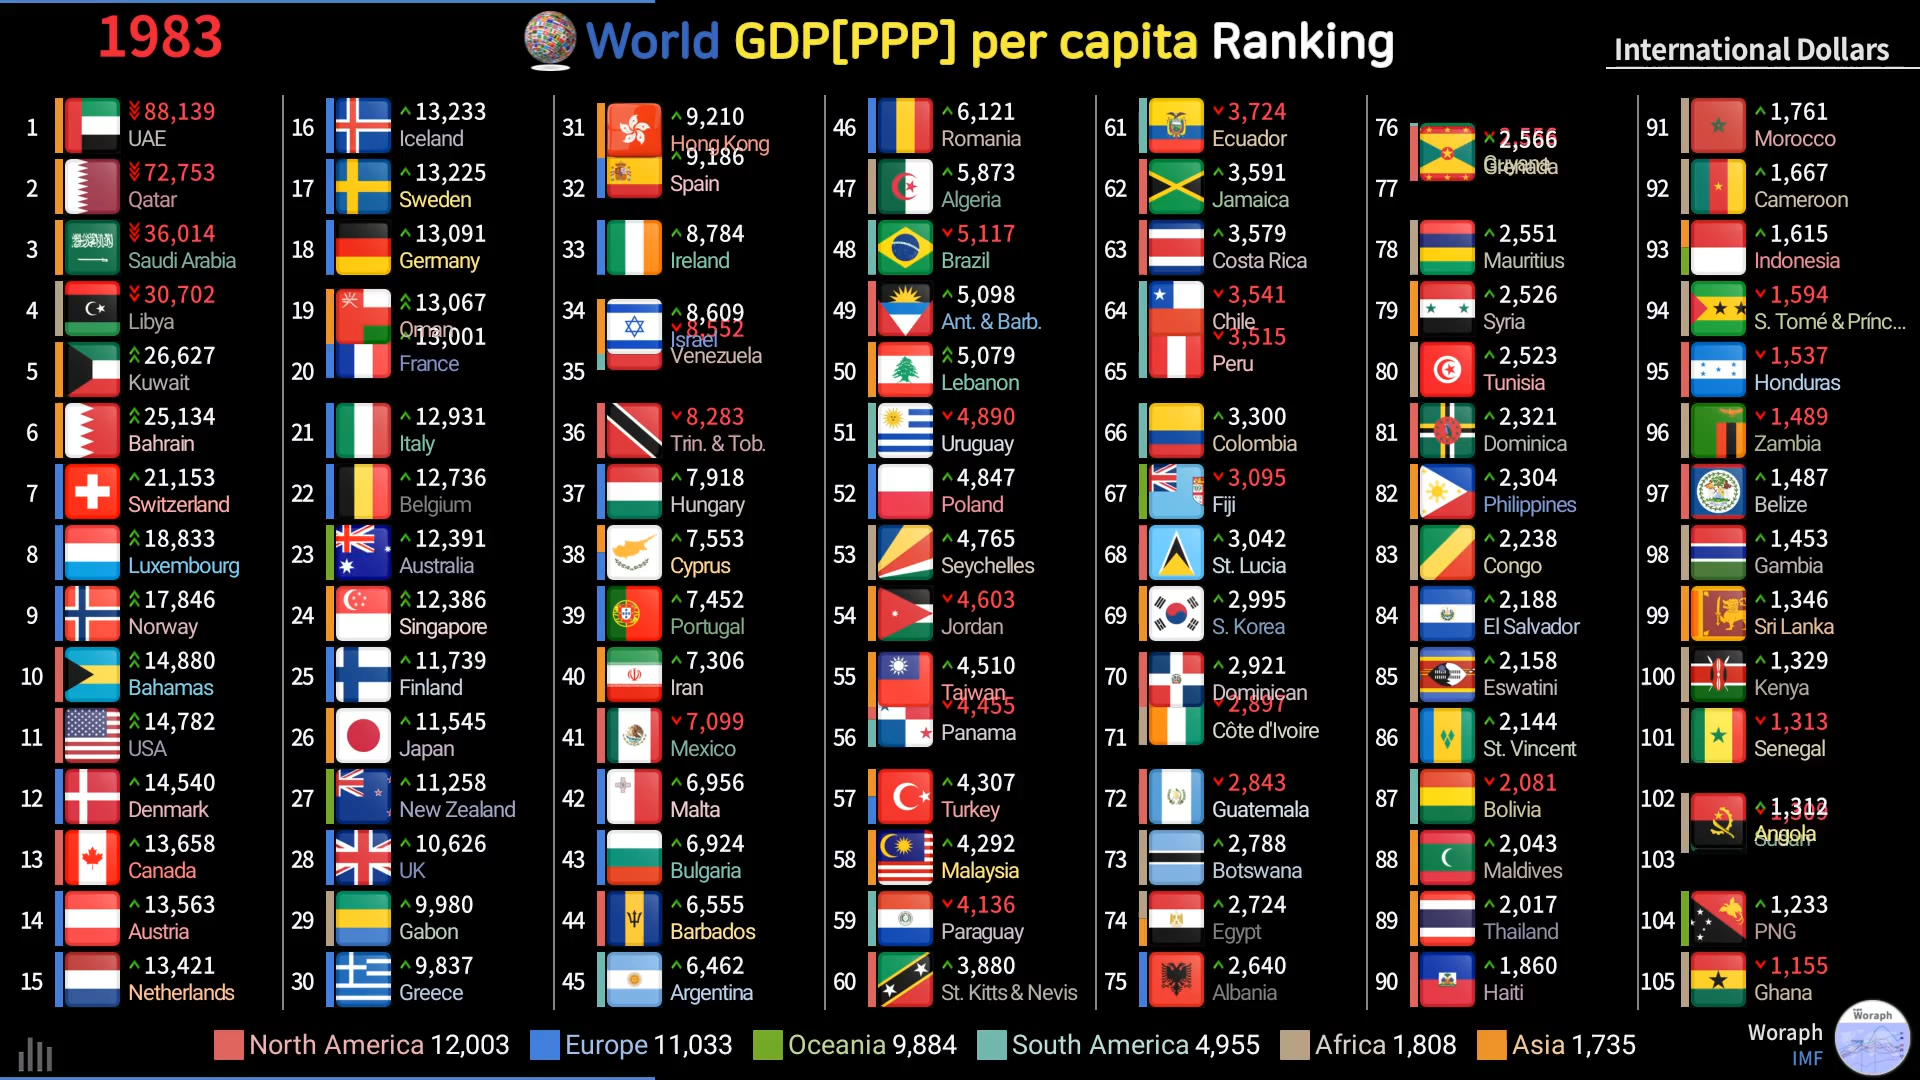 1983
World GDP[PPP] per capita Ranking
International Dollars
1 88,139
UAE
2 72,753
Qatar
3 36,014
Saudi Arabia
4 30,702
Libya
5 26,627
Kuwait
6 25,134
Bahrain
7 21,153
Switzerland
8 18,833
Luxembourg
9 17,846
Norway
10 14,880
Bahamas
11 14,782
USA
12 14,540
Denmark
13 13,658
Canada
14 13,563
Austria
15 13,421
Netherlands
16 13,233
Iceland
17 13,225
Sweden
18 13,091
Germany
19 13,067
Oman
20 13,001
France
21 12,931
Italy
22 12,736
Belgium
23 12,391
Australia
24 12,386
Singapore
25 11,739
Finland
26 11,545
Japan
27 11,258
New Zealand
28 10,626
UK
29 9,980
Gabon
30 9,837
Greece
31 9,210
Hong Kong
32 9,186
Spain
33 8,784
Ireland
34 8,609
Israel
35 8,552
Venezuela
36 8,283
Trin. & Tob.
37 7,918
Hungary
38 7,553
Cyprus
39 7,452
Portugal
40 7,306
Iran
41 7,099
Mexico
42 6,956
Malta
43 6,924
Bulgaria
44 6,555
Barbados
45 6,462
Argentina
46 6,121
Romania
47 5,873
Algeria
48 5,117
Brazil
49 5,098
Ant. & Barb.
50 5,079
Lebanon
51 4,890
Uruguay
52 4,847
Poland
53 4,765
Seychelles
54 4,603
Jordan
55 4,510
Taiwan
56 4,455
Panama
57 4,307
Turkey
58 4,292
Malaysia
59 4,136
Paraguay
60 3,880
St. Kitts & Nevis
61 3,724
Ecuador
62 3,591
Jamaica
63 3,579
Costa Rica
64 3,541
Chile
65 3,515
Peru
66 3,300
Colombia
67 3,095
Fiji
68 3,042
St. Lucia
69 2,995
S. Korea
70 2,921
Dominican
71 2,897
Côte d'Ivoire
72 2,843
Guatemala
73 2,788
Botswana
74 2,724
Egypt
75 2,640
Albania
76 2,566
Grenada
77
Guyana
78 2,551
Mauritius
79 2,526
Syria
80 2,523
Tunisia
81 2,321
Dominica
82 2,304
Philippines
83 2,238
Congo
84 2,188
El Salvador
85 2,158
Eswatini
86 2,144
St. Vincent
87 2,081
Bolivia
88 2,043
Maldives
89 2,017
Thailand
90 1,860
Haiti
91 1,761
Morocco
92 1,667
Cameroon
93 1,615
Indonesia
94 1,594
S. Tomé & Prínc...
95 1,537
Honduras
96 1,489
Zambia
97 1,487
Belize
98 1,453
Gambia
99 1,346
Sri Lanka
100 1,329
Kenya
101 1,313
Senegal
102 1,312
Angola
103
Sudan
104 1,233
PNG
105 1,155
Ghana
North America 12,003 Europe 11,033 Oceania 9,884 South America 4,955 Africa 1,808 Asia 1,735
Woraph
IMF
Woraph